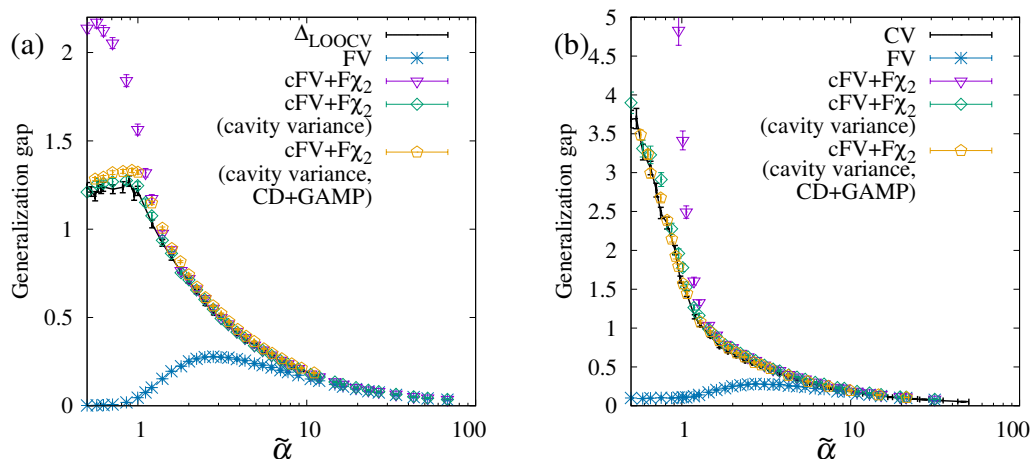 (a)
Generalization gap
2
1.5
1
0.5
0
Δ_LOOCV
FV
cFV+Fχ₂
cFV+Fχ₂
(cavity variance)
cFV+Fχ₂
(cavity variance,
CD+GAMP)
1
10
100
α̃
(b)
Generalization gap
5
4.5
4
3.5
3
2.5
2
1.5
1
0.5
0
CV
FV
cFV+Fχ₂
cFV+Fχ₂
(cavity variance)
cFV+Fχ₂
(cavity variance,
CD+GAMP)
1
10
100
α̃